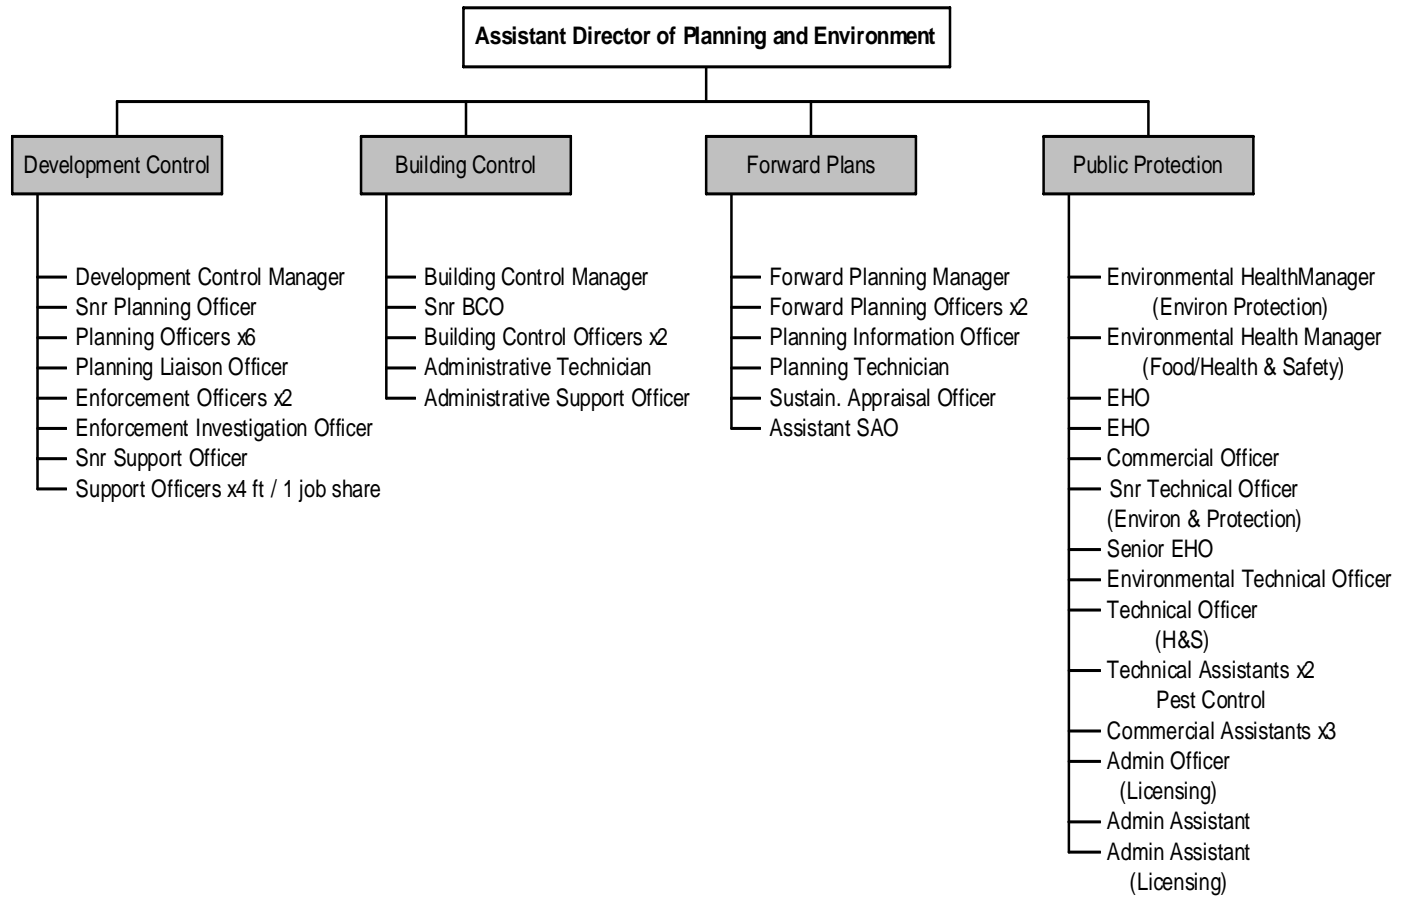 Assistant Director of Planning and Environment
Development Control
Building Control
Forward Plans
Public Protection
Development Control Manager
Snr Planning Officer
Planning Officers x6
Planning Liaison Officer
Enforcement Officers x2
Enforcement Investigation Officer
Snr Support Officer
Support Officers x4 ft / 1 job share
Building Control Manager
Snr BCO
Building Control Officers x2
Administrative Technician
Administrative Support Officer
Forward Planning Manager
Forward Planning Officers x2
Planning Information Officer
Planning Technician
Sustain. Appraisal Officer
Assistant SAO
Environmental HealthManager
(Environ Protection)
Environmental Health Manager
(Food/Health & Safety)
EHO
EHO
Commercial Officer
Snr Technical Officer
(Environ & Protection)
Senior EHO
Environmental Technical Officer
Technical Officer
(H&S)
Technical Assistants x2
Pest Control
Commercial Assistants x3
Admin Officer
(Licensing)
Admin Assistant
Admin Assistant
(Licensing)